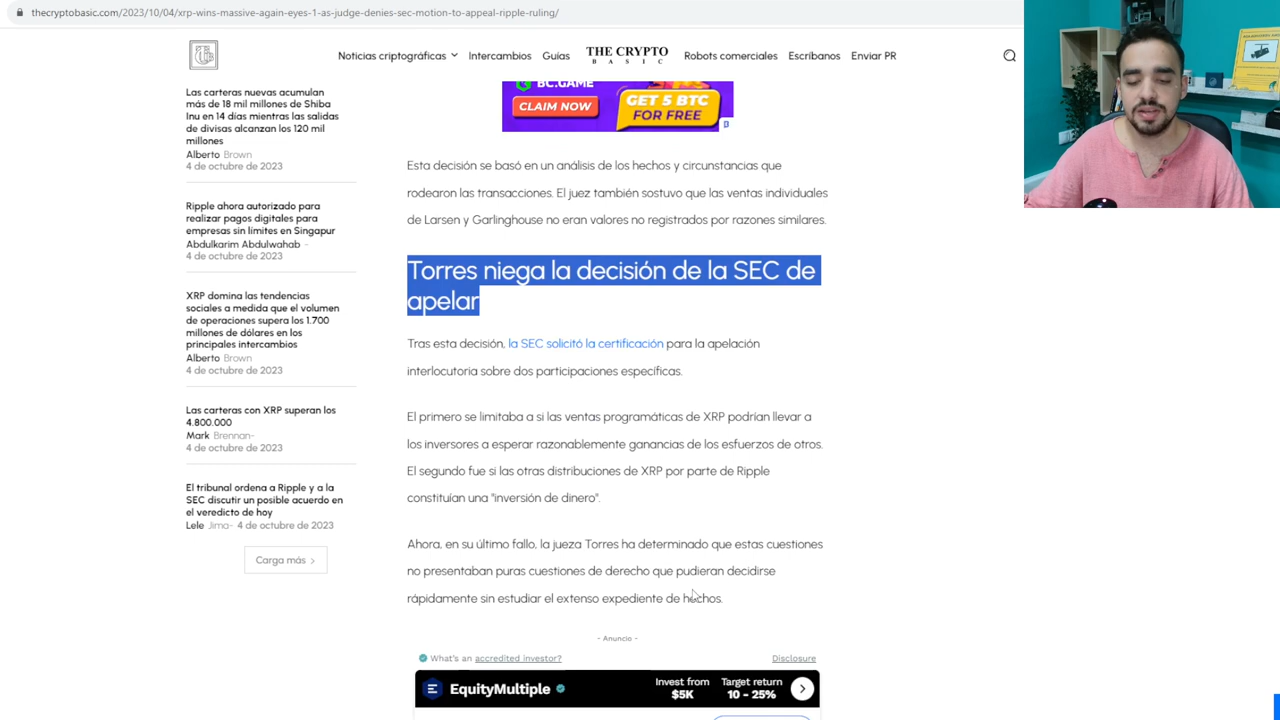 thecryptobasic.com/2023/10/04/xrp-wins-massive-again-eyes-1-as-judge-denies-sec-motion-to-appeal-ripple-ruling/
Noticias criptográficas
Intercambios
Guías
THE CRYPTO
BASIC
Robots comerciales
Escríbanos
Enviar PR
Las carteras nuevas acumulan
más de 18 mil millones de Shiba
Inu en 14 días mientras las salidas
de divisas alcanzan los 120 mil
millones
Alberto Brown
4 de octubre de 2023
Ripple ahora autorizado para
realizar pagos digitales para
empresas sin límites en Singapur
Abdulkarim Abdulwahab -
4 de octubre de 2023
XRP domina las tendencias
sociales a medida que el volumen
de operaciones supera los 1.700
millones de dólares en los
principales intercambios
Alberto Brown
4 de octubre de 2023
Las carteras con XRP superan los
4.800.000
Mark Brennan-
4 de octubre de 2023
El tribunal ordena a Ripple y a la
SEC discutir un posible acuerdo en
el veredicto de hoy
Lele Jima- 4 de octubre de 2023
Carga más
BC.GAME
CLAIM NOW
GET 5 BTC
FOR FREE
Esta decisión se basó en un análisis de los hechos y circunstancias que
rodearon las transacciones. El juez también sostuvo que las ventas individuales
de Larsen y Garlinghouse no eran valores no registrados por razones similares.
Torres niega la decisión de la SEC de
apelar
Tras esta decisión, la SEC solicitó la certificación para la apelación
interlocutoria sobre dos participaciones específicas.
El primero se limitaba a si las ventas programáticas de XRP podrían llevar a
los inversores a esperar razonablemente ganancias de los esfuerzos de otros.
El segundo fue si las otras distribuciones de XRP por parte de Ripple
constituían una "inversión de dinero".
Ahora, en su último fallo, la jueza Torres ha determinado que estas cuestiones
no presentaban puras cuestiones de derecho que pudieran decidirse
rápidamente sin estudiar el extenso expediente de hechos.
- Anuncio -
What's an accredited investor?
Disclosure
EquityMultiple
Invest from
$5K
Target return
10 - 25%